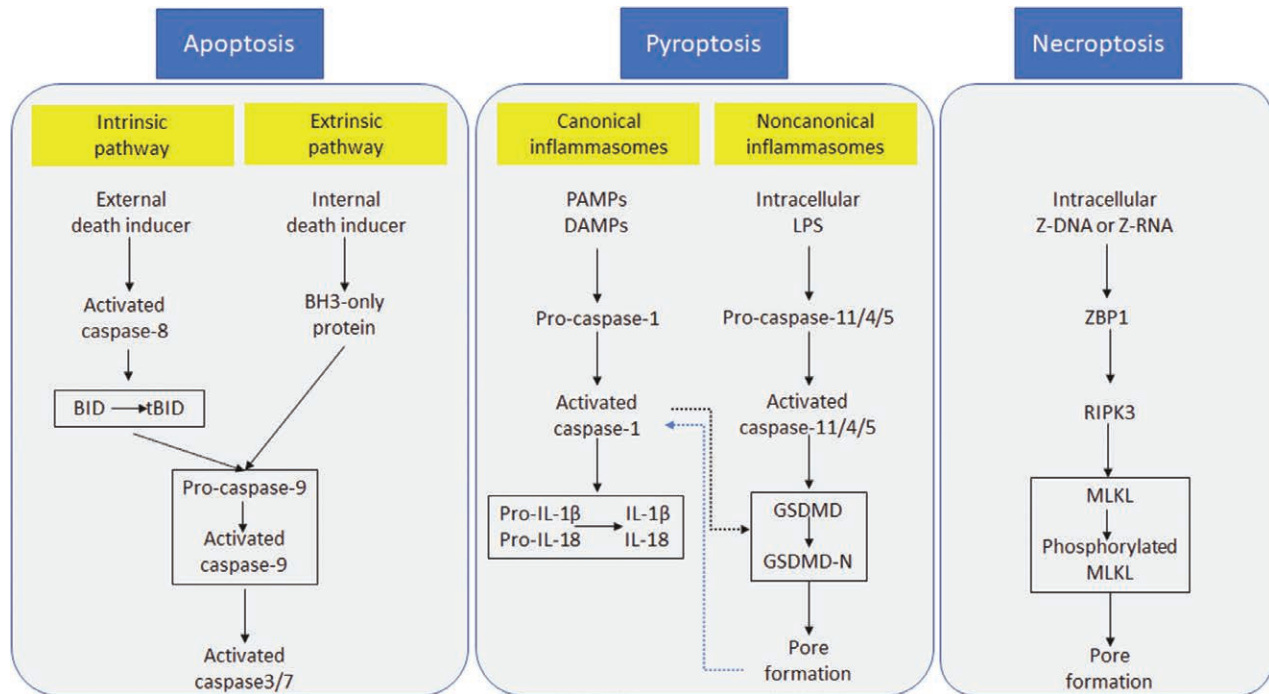 Apoptosis
Intrinsic
pathway
Extrinsic
pathway
External
death inducer
Internal
death inducer
Activated
caspase-8
BH3-only
protein
BID
tBID
Pro-caspase-9
Activated
caspase-9
Activated
caspase3/7
Pyroptosis
Canonical
inflammasomes
Noncanonical
inflammasomes
PAMPs
DAMPs
Intracellular
LPS
Pro-caspase-1
Pro-caspase-11/4/5
Activated
caspase-1
Activated
caspase-11/4/5
Pro-IL-1β
Pro-IL-18
IL-1β
IL-18
GSDMD
GSDMD-N
Pore
formation
Necroptosis
Intracellular
Z-DNA or Z-RNA
ZBP1
RIPK3
MLKL
Phosphorylated
MLKL
Pore
formation